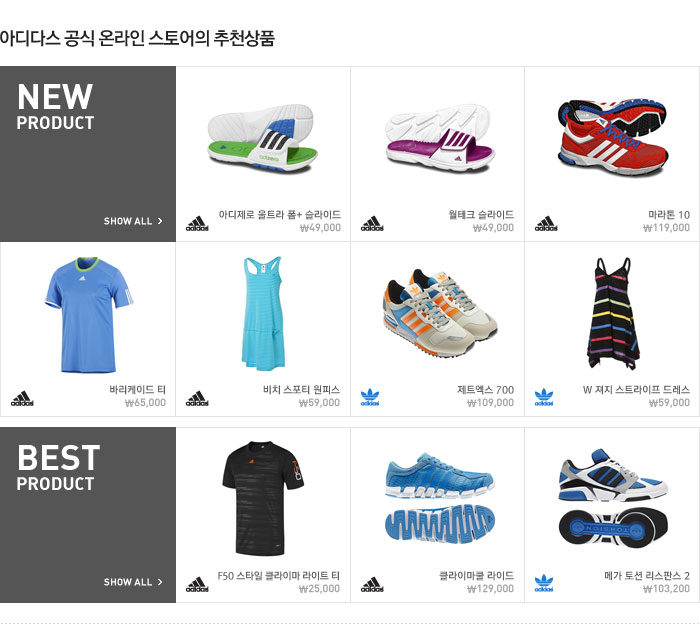 아디다스 공식 온라인 스토어의 추천상품
NEW
PRODUCT
SHOW ALL >
adidas
아디제로 울트라 폼+ 슬라이드
₩49,000
adidas
월테크 슬라이드
₩49,000
adidas
마라톤 10
₩119,000
adidas
바리케이드 티
₩65,000
adidas
비치 스포티 원피스
₩59,000
adidas
제트엑스 700
₩109,000
adidas
W 져지 스트라이프 드레스
₩59,000
BEST
PRODUCT
SHOW ALL >
adidas
F50 스타일 클라이마 라이트 티
₩25,000
adidas
클라이마쿨 라이드
₩129,000
adidas
메가 토션 리스판스 2
₩103,200